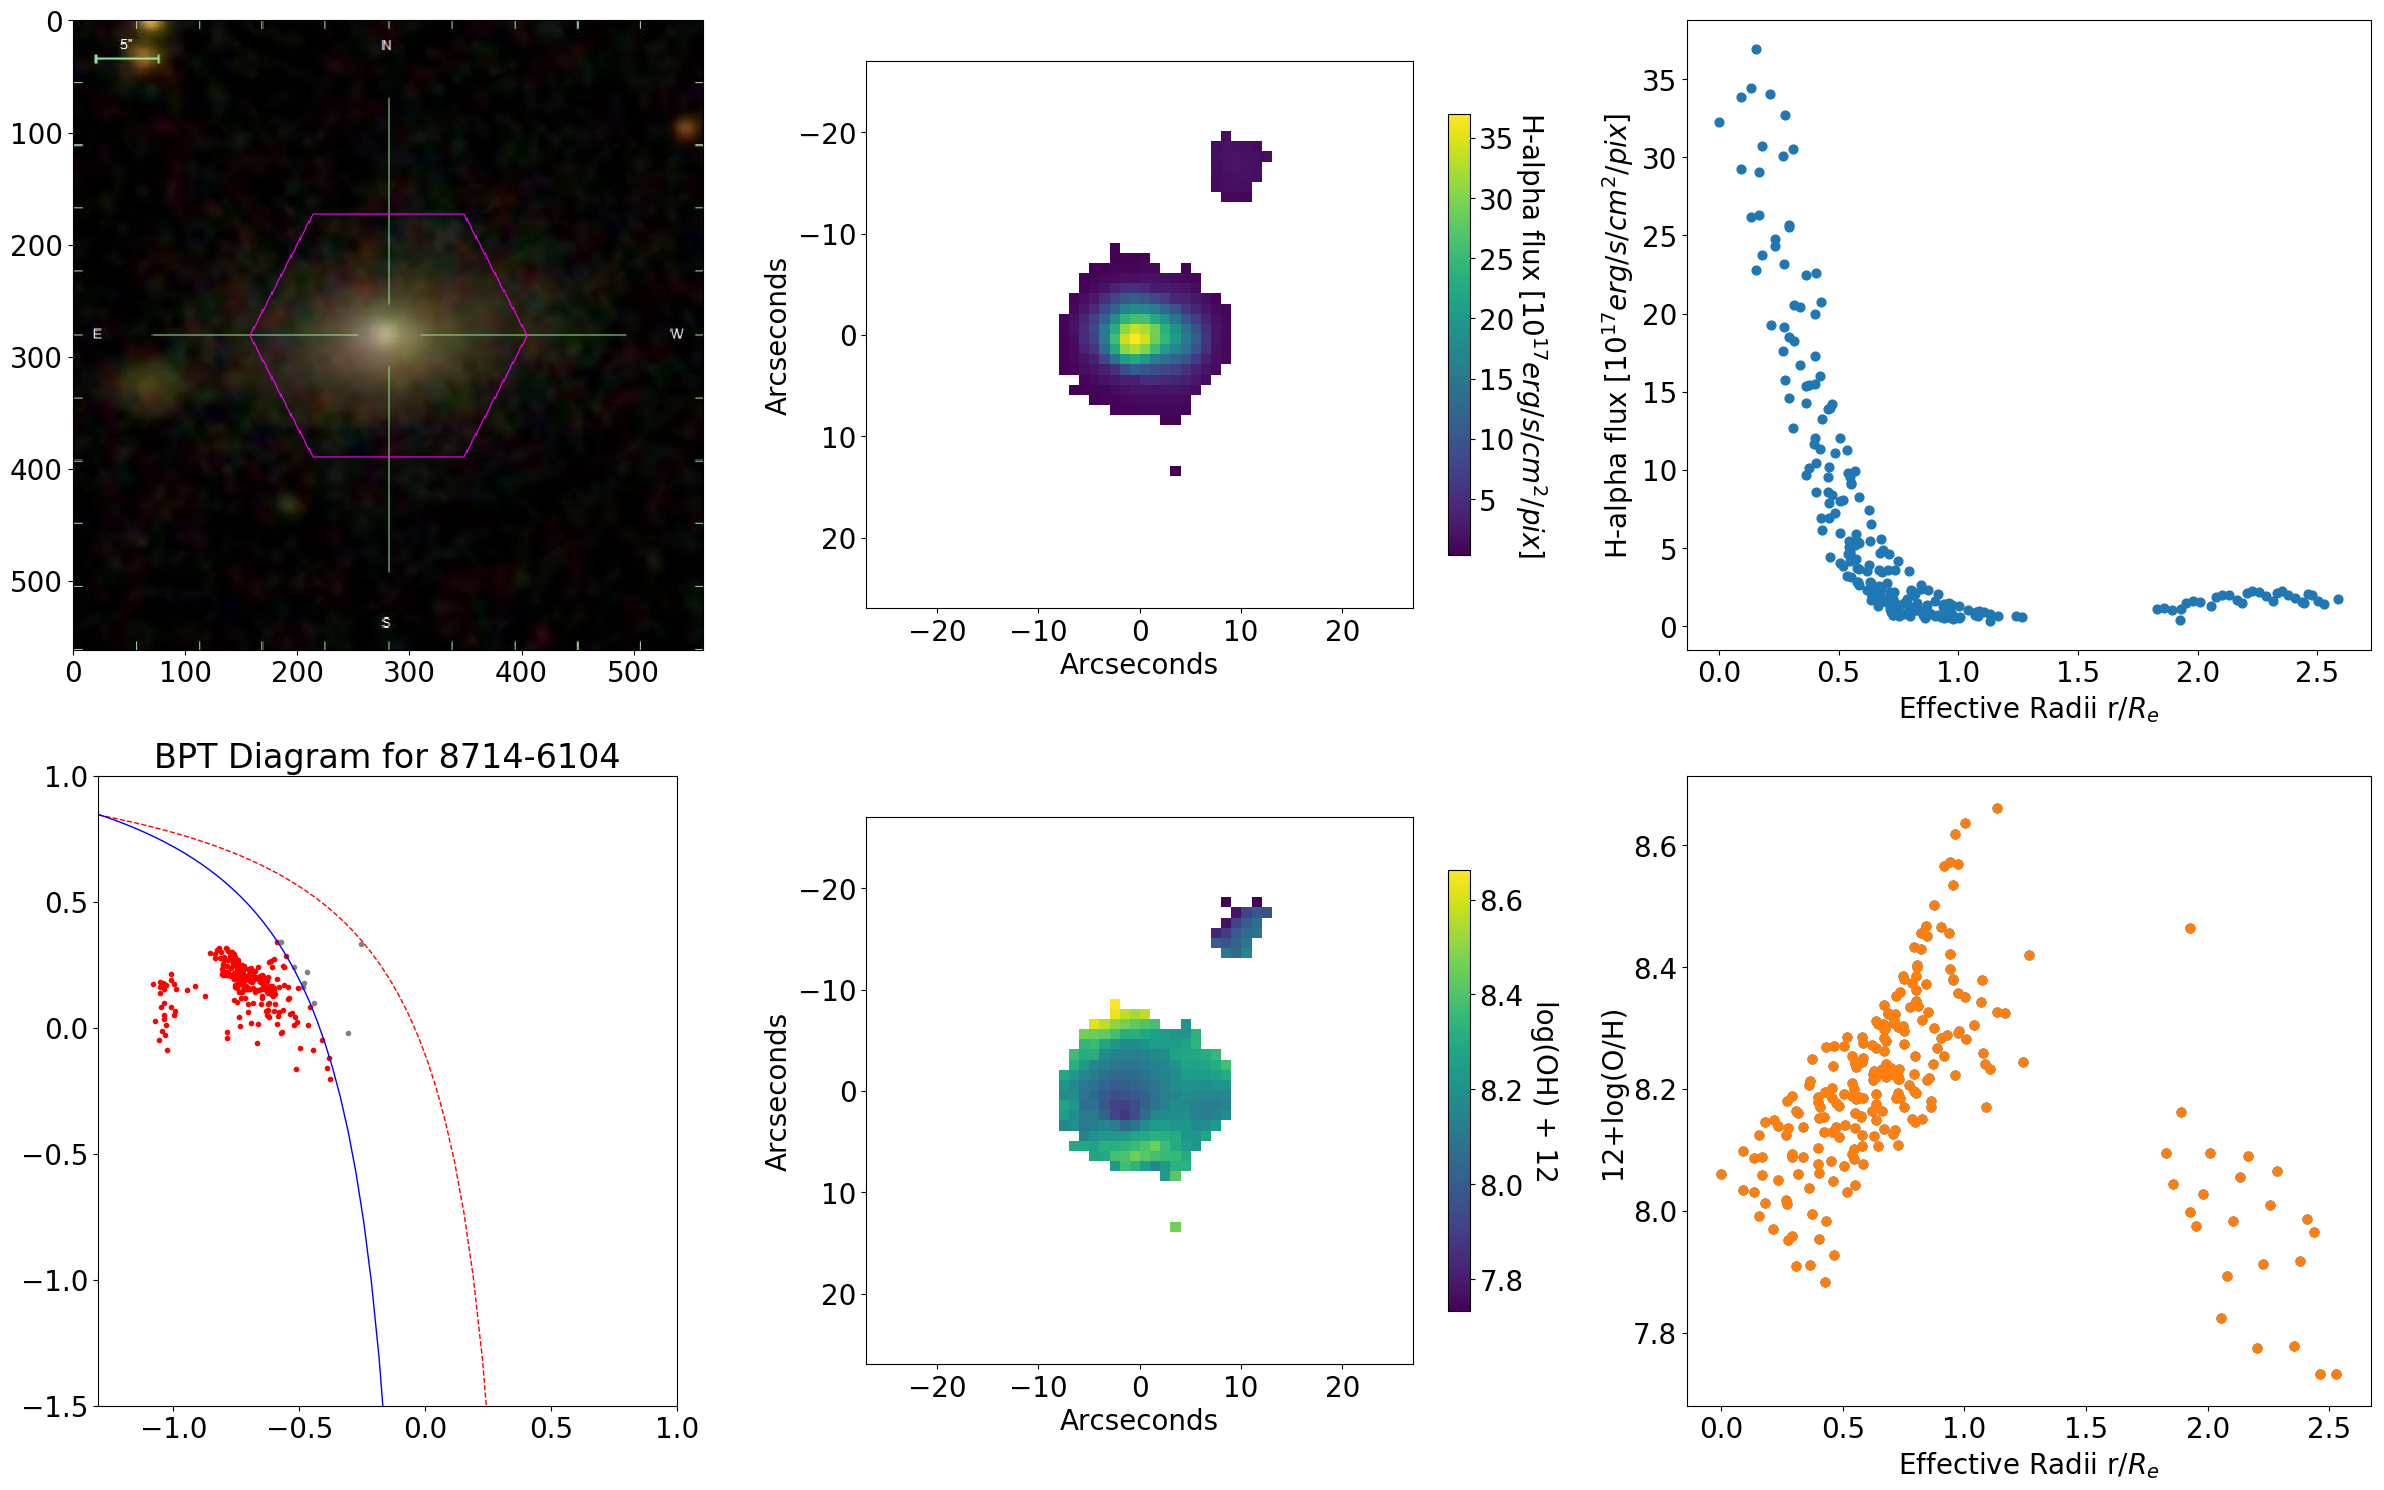 0
100
200
300
400
500
0 100 200 300 400 500
5"
N
E
W
S
−20
−10
0
10
20
−20 −10 0 10 20
Arcseconds
Arcseconds
35
30
25
20
15
10
5
H-alpha flux [10^17erg/s/cm^2/pix]
35
30
25
20
15
10
5
0
0.0 0.5 1.0 1.5 2.0 2.5
H-alpha flux [10^17erg/s/cm^2/pix]
Effective Radii r/R_e
BPT Diagram for 8714-6104
1.0
0.5
0.0
−0.5
−1.0
−1.5
−1.0 −0.5 0.0 0.5 1.0
−20
−10
0
10
20
−20 −10 0 10 20
Arcseconds
Arcseconds
8.6
8.4
8.2
8.0
7.8
log(OH) + 12
8.6
8.4
8.2
8.0
7.8
0.0 0.5 1.0 1.5 2.0 2.5
12+log(O/H)
Effective Radii r/R_e